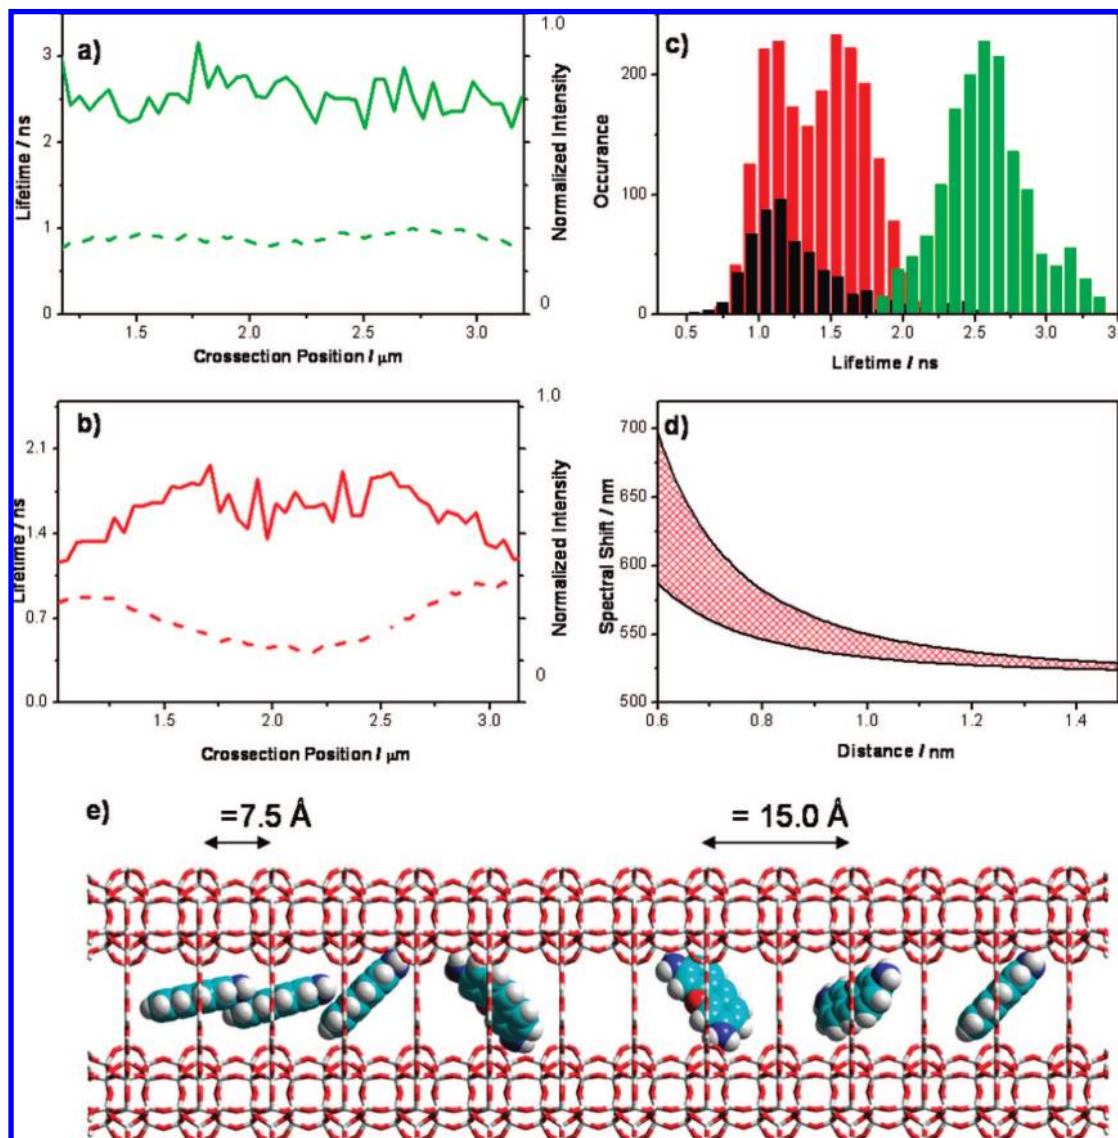 a)
3
2
1
0
Lifetime / ns
1.0
0
Normalized Intensity
1.5 2.0 2.5 3.0
Crossection Position / μm
c)
200
100
0
Occurance
0.5 1.0 1.5 2.0 2.5 3.0 3.
Lifetime / ns
b)
2.1
1.4
0.7
0.0
Lifetime / ns
1.0
0
Normalized Intensity
1.5 2.0 2.5 3.0
Crossection Position / μm
d)
700
650
600
550
500
Spectral Shift / nm
0.6 0.8 1.0 1.2 1.4
Distance / nm
e)
=7.5 Å
= 15.0 Å